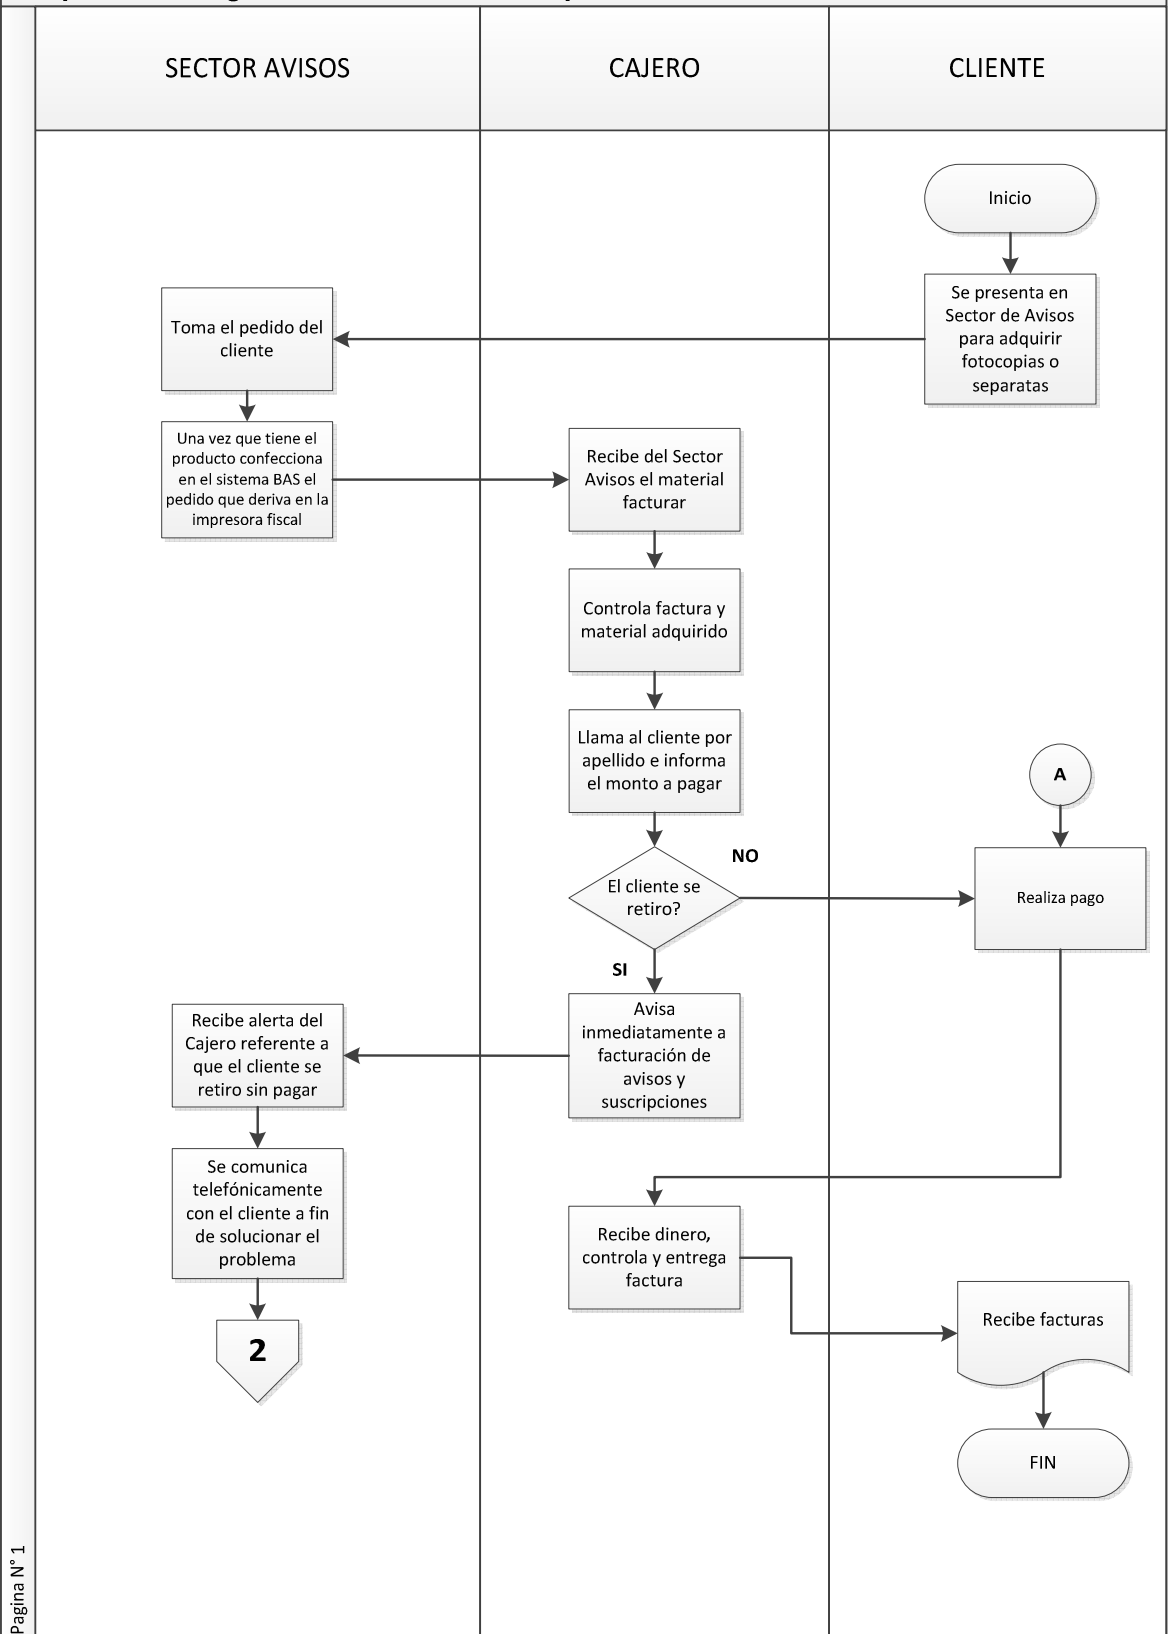 SECTOR AVISOS
CAJERO
CLIENTE
Inicio
Se presenta en
Sector de Avisos
para adquirir
fotocopias o
separatas
Toma el pedido del
cliente
Una vez que tiene el
producto confecciona
en el sistema BAS el
pedido que deriva en la
impresora fiscal
Recibe del Sector
Avisos el material
facturar
Controla factura y
material adquirido
Llama al cliente por
apellido e informa
el monto a pagar
A
NO
El cliente se
retiro?
Realiza pago
SI
Avisa
inmediatamente a
facturación de
avisos y
suscripciones
Recibe alerta del
Cajero referente a
que el cliente se
retiro sin pagar
Se comunica
telefónicamente
con el cliente a fin
de solucionar el
problema
2
Recibe dinero,
controla y entrega
factura
Recibe facturas
FIN
Pagina N° 1